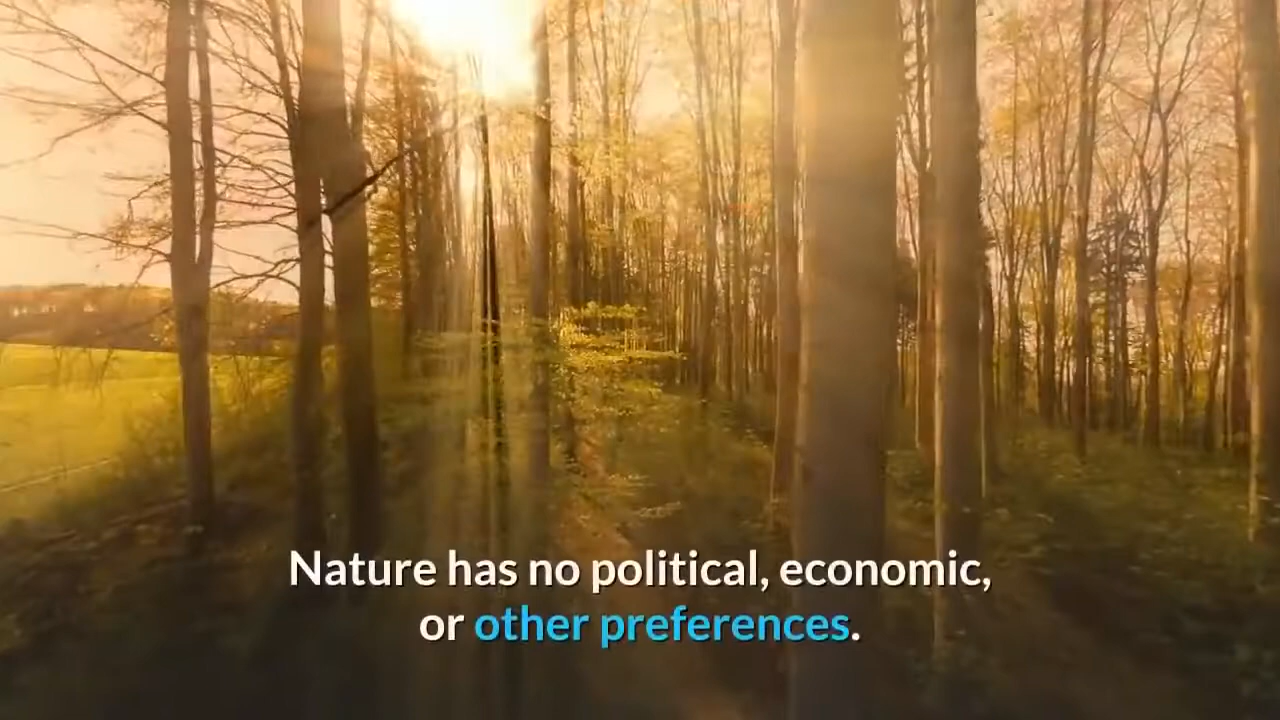 Nature has no political, economic,
or other preferences.